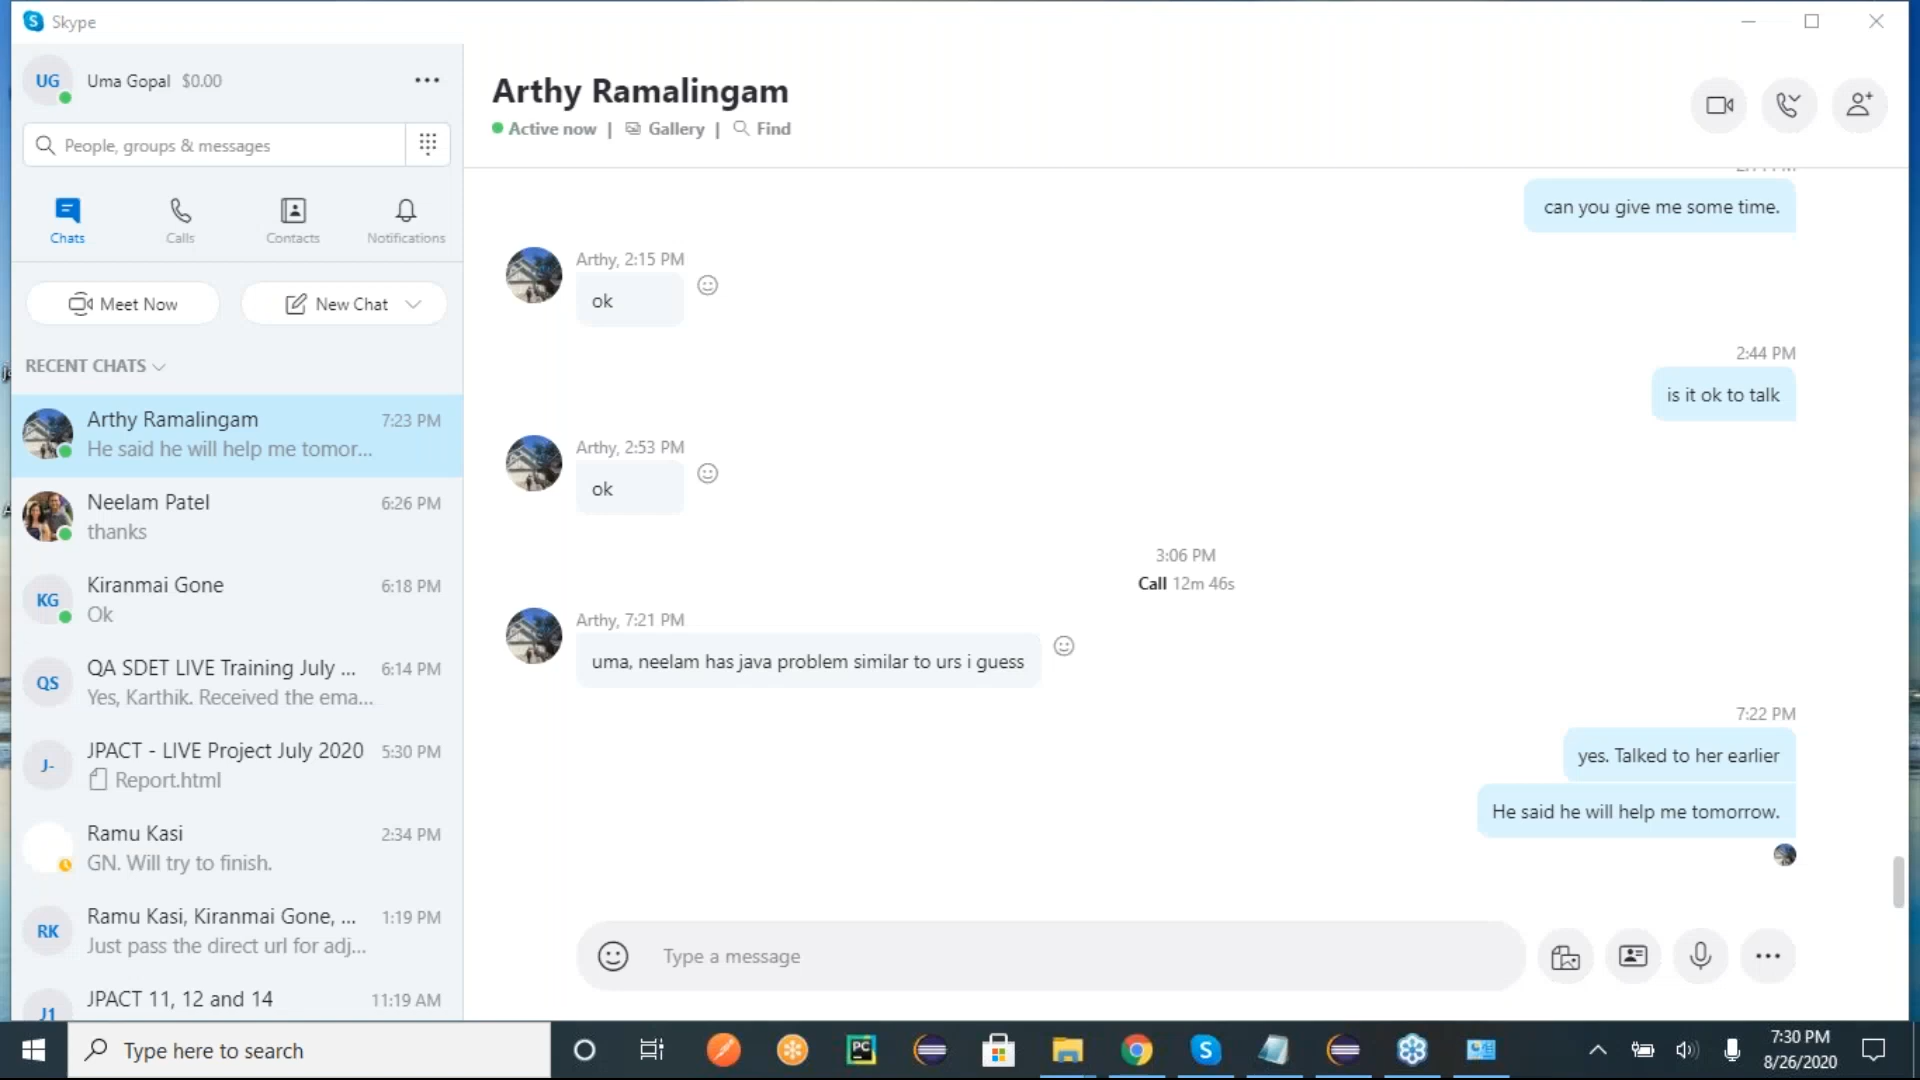 Skype
UG
Uma Gopal $0.00
People, groups & messages
Chats
Calls
Contacts
Notifications
Meet Now
New Chat
RECENT CHATS
Arthy Ramalingam 7:23 PM
He said he will help me tomor...
Neelam Patel 6:26 PM
thanks
KG
Kiranmai Gone 6:18 PM
Ok
QS
QA SDET LIVE Training July ... 6:14 PM
Yes, Karthik. Received the ema...
J-
JPACT - LIVE Project July 2020 5:30 PM
Report.html
Ramu Kasi 2:34 PM
GN. Will try to finish.
RK
Ramu Kasi, Kiranmai Gone, ... 1:19 PM
Just pass the direct url for adj...
J1
JPACT 11, 12 and 14 11:19 AM
Arthy Ramalingam
Active now | Gallery | Find
can you give me some time.
Arthy, 2:15 PM
ok
2:44 PM
is it ok to talk
Arthy, 2:53 PM
ok
3:06 PM
Call 12m 46s
Arthy, 7:21 PM
uma, neelam has java problem similar to urs i guess
7:22 PM
yes. Talked to her earlier
He said he will help me tomorrow.
Type a message
Type here to search
PC
S
7:30 PM
8/26/2020